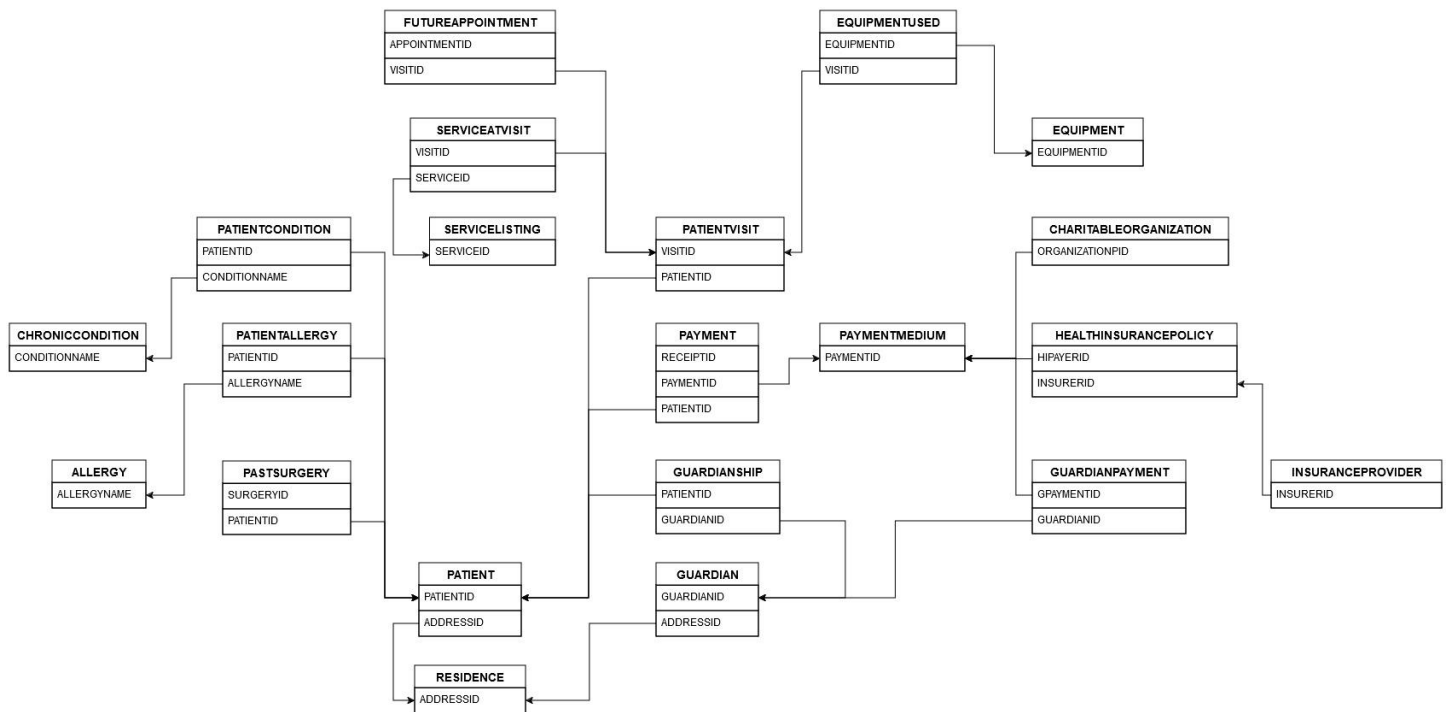 FUTUREAPPOINTMENT
APPOINTMENTID
VISITID
EQUIPMENTUSED
EQUIPMENTID
VISITID
SERVICEATVISIT
VISITID
SERVICEID
EQUIPMENT
EQUIPMENTID
PATIENTCONDITION
PATIENTID
CONDITIONNAME
SERVICELISTING
SERVICEID
PATIENTVISIT
VISITID
PATIENTID
CHARITABLEORGANIZATION
ORGANIZATIONPID
CHRONICCONDITION
CONDITIONNAME
PATIENTALLERGY
PATIENTID
ALLERGYNAME
PAYMENT
RECEIPTID
PAYMENTID
PATIENTID
PAYMENTMEDIUM
PAYMENTID
HEALTHINSURANCEPOLICY
HIPAYERID
INSURERID
ALLERGY
ALLERGYNAME
PASTSURGERY
SURGERYID
PATIENTID
GUARDIANSHIP
PATIENTID
GUARDIANID
GUARDIANPAYMENT
GPAYMENTID
GUARDIANID
INSURANCEPROVIDER
INSURERID
PATIENT
PATIENTID
ADDRESSID
GUARDIAN
GUARDIANID
ADDRESSID
RESIDENCE
ADDRESSID